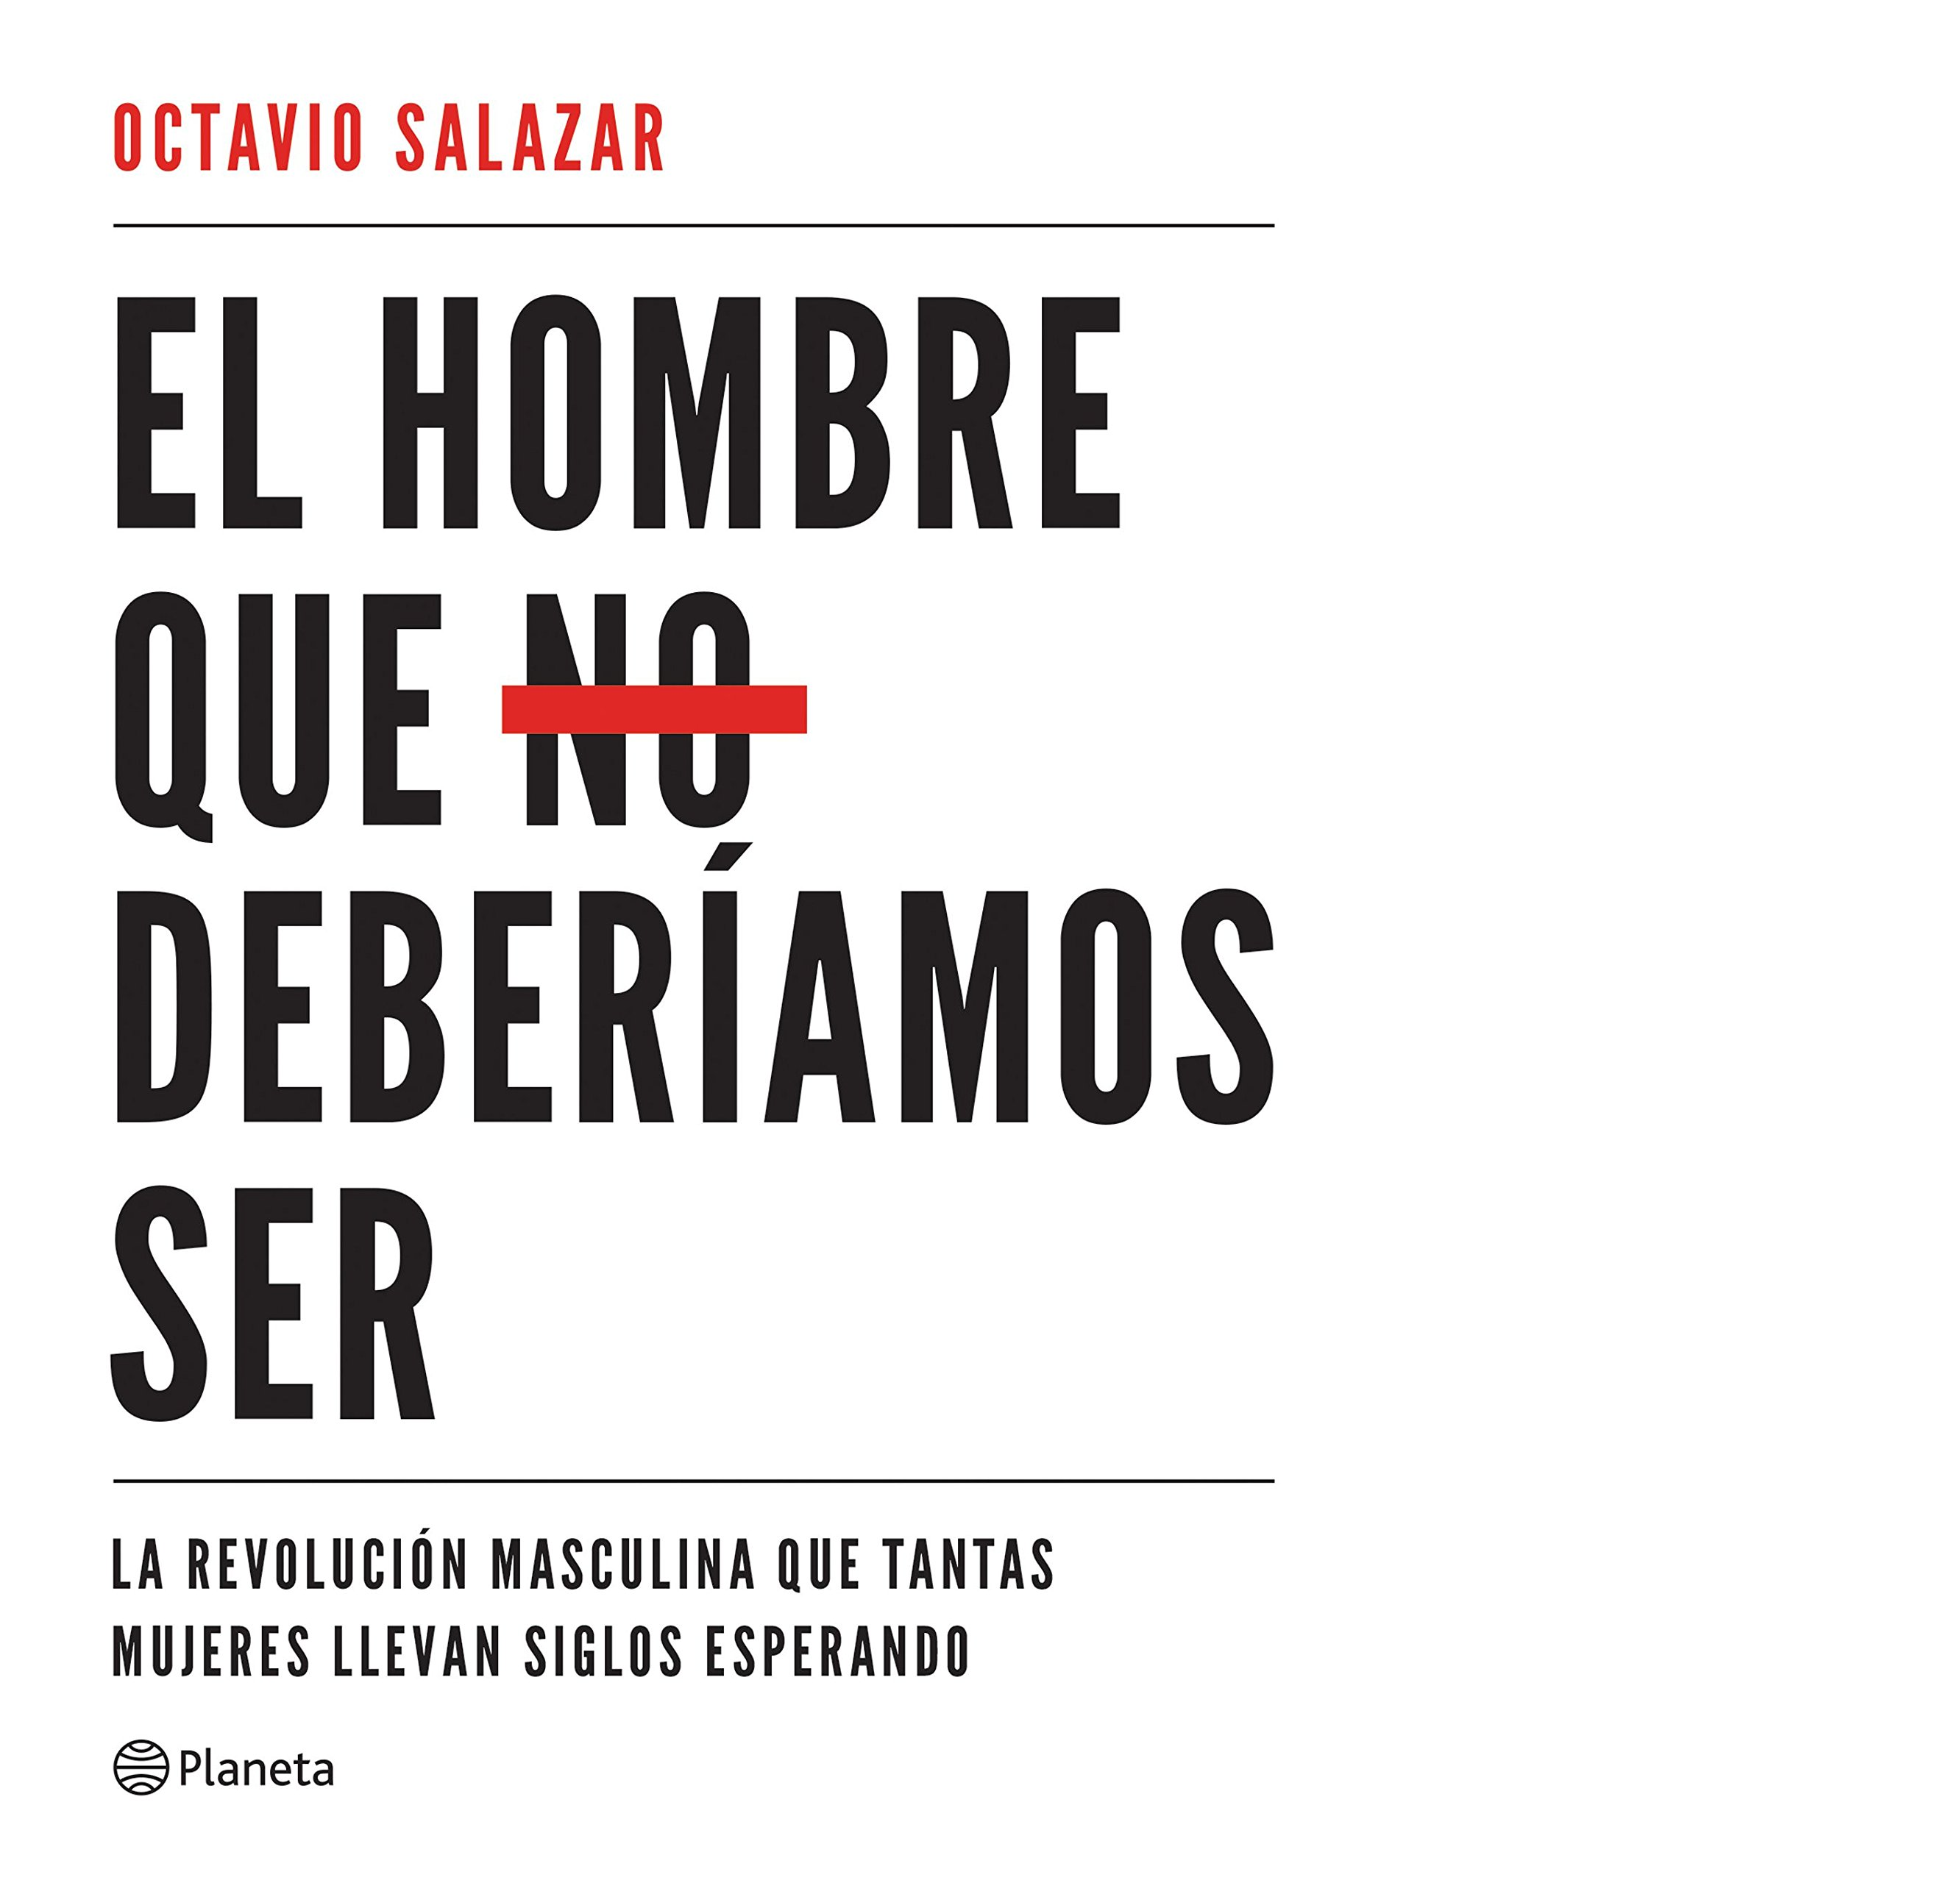 OCTAVIO SALAZAR
EL HOMBRE
QUE NO
DEBERÍAMOS
SER
LA REVOLUCIÓN MASCULINA QUE TANTAS
MUJERES LLEVAN SIGLOS ESPERANDO
Planeta